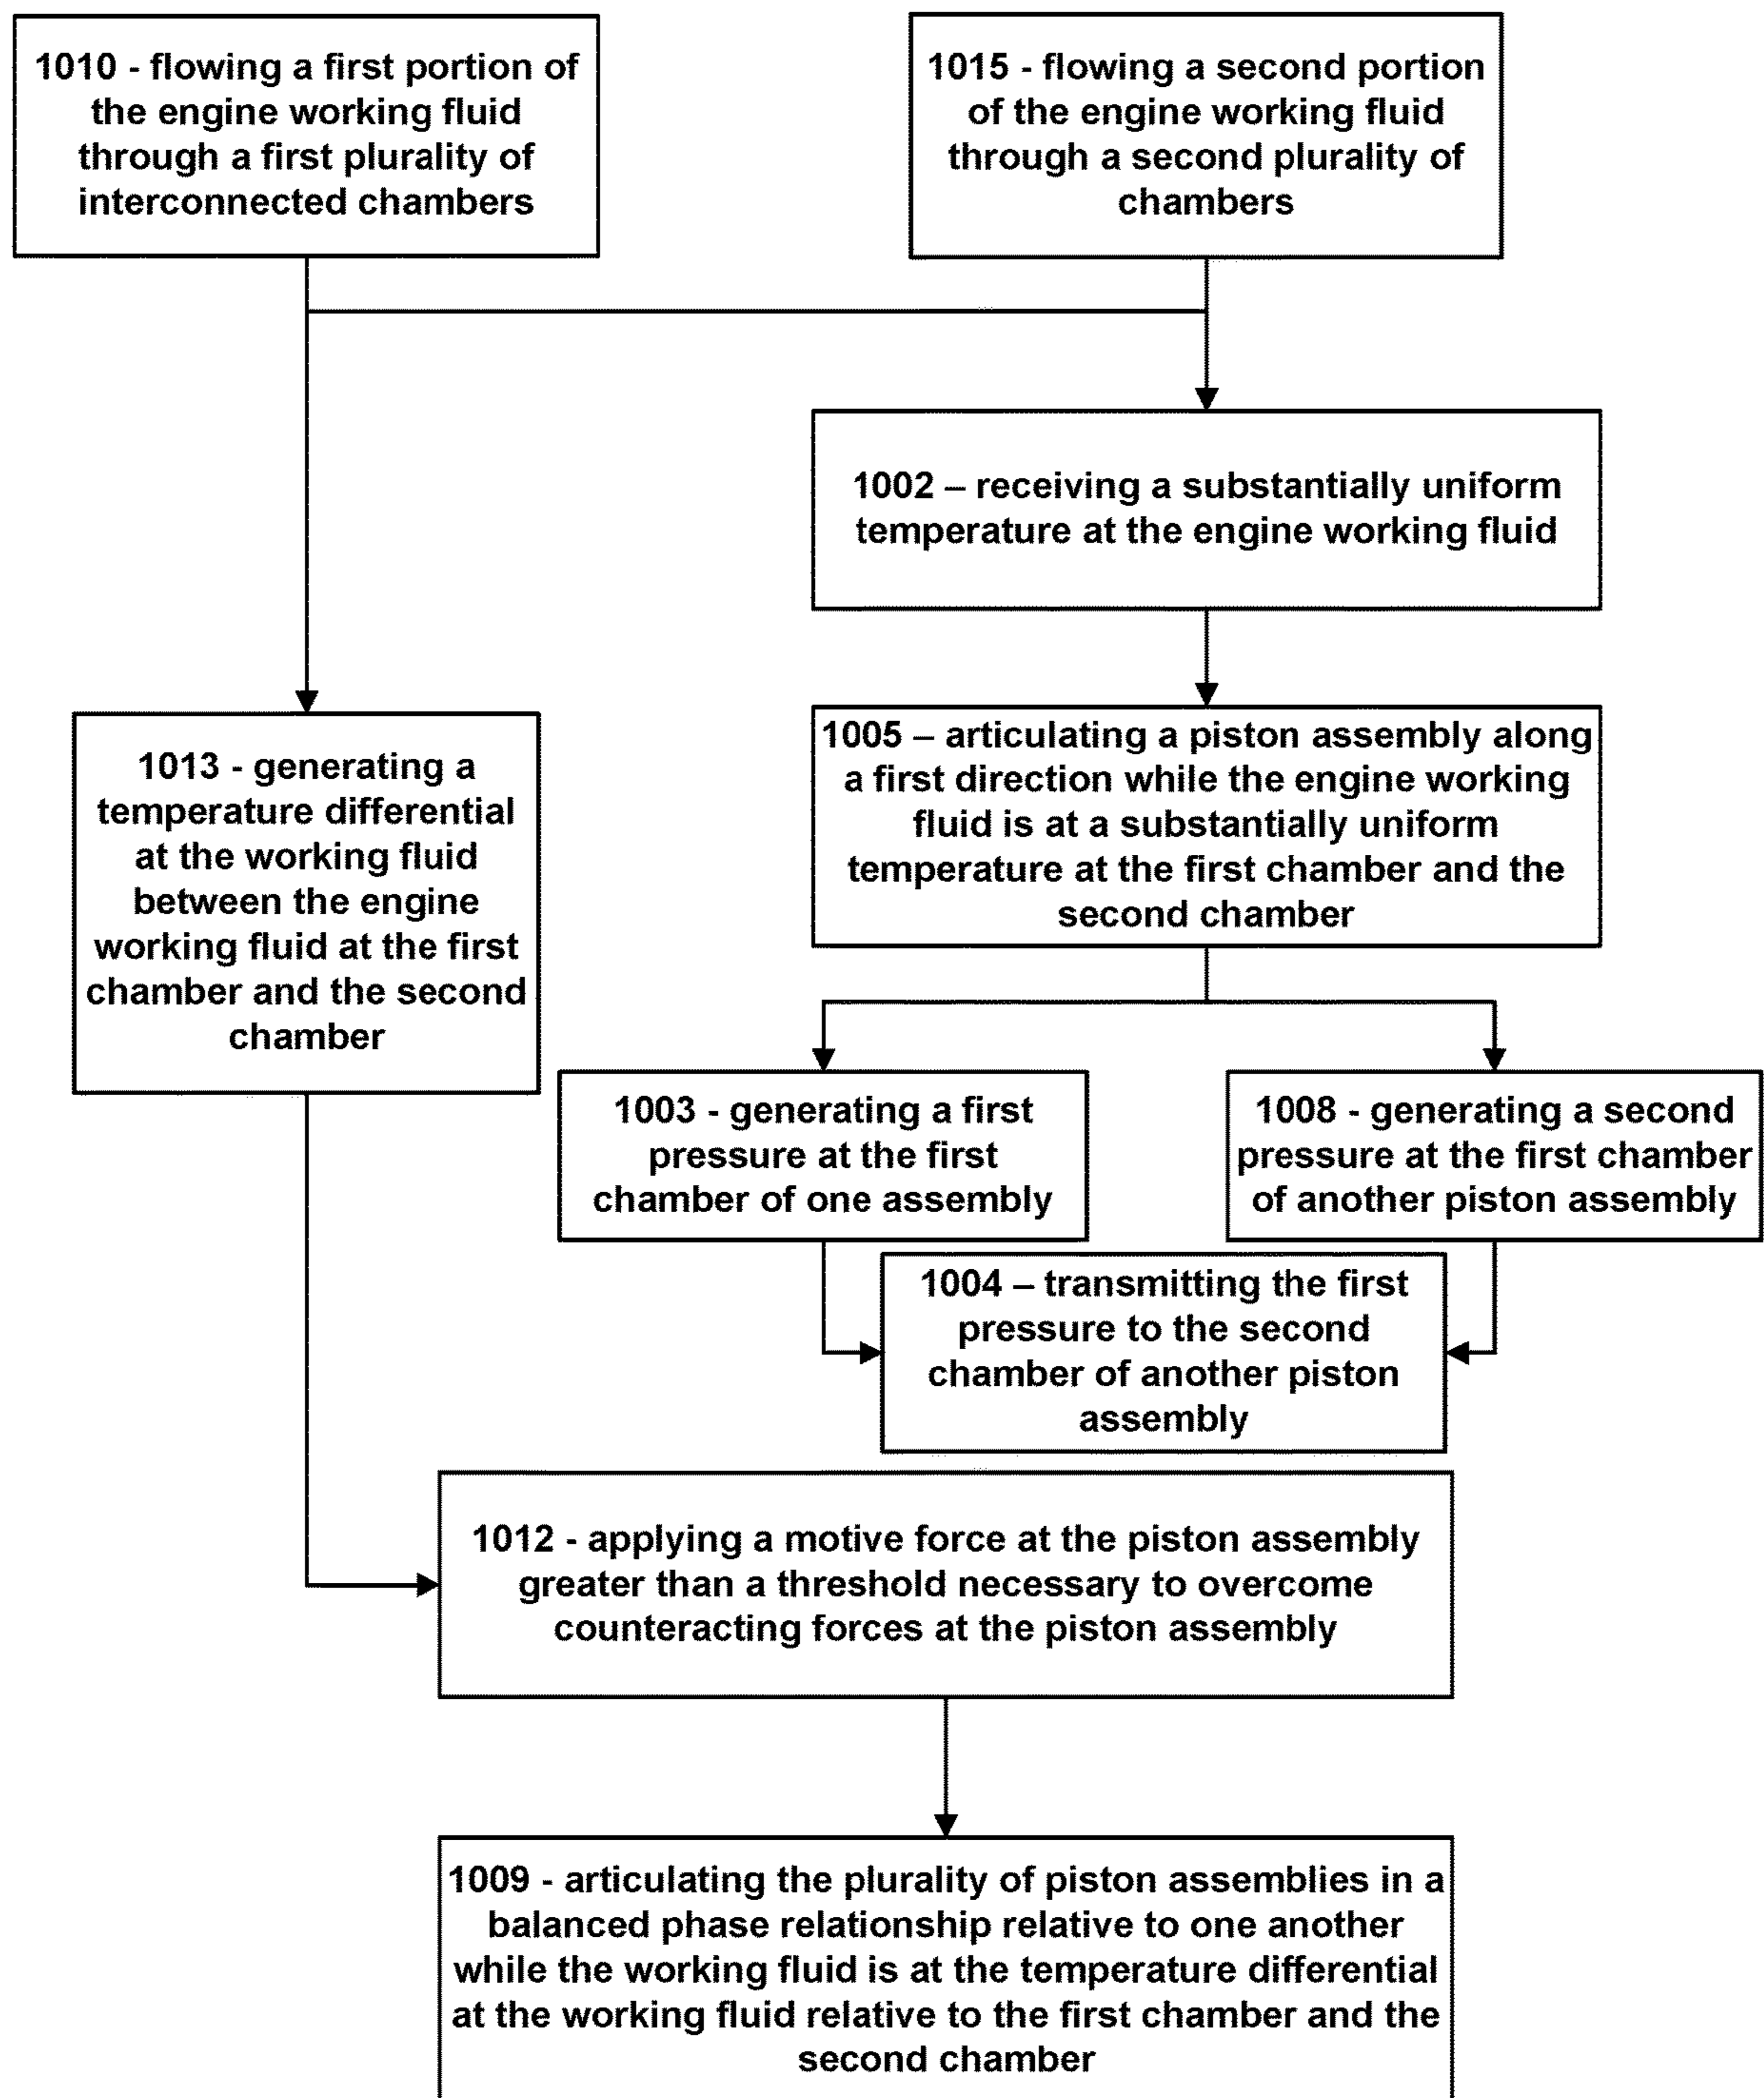 1010 - flowing a first portion of
the engine working fluid
through a first plurality of
interconnected chambers
1015 - flowing a second portion
of the engine working fluid
through a second plurality of
chambers
1002 – receiving a substantially uniform
temperature at the engine working fluid
1005 – articulating a piston assembly along
a first direction while the engine working
fluid is at a substantially uniform
temperature at the first chamber and the
second chamber
1013 - generating a
temperature differential
at the working fluid
between the engine
working fluid at the first
chamber and the second
chamber
1003 - generating a first
pressure at the first
chamber of one assembly
1008 - generating a second
pressure at the first chamber
of another piston assembly
1004 – transmitting the first
pressure to the second
chamber of another piston
assembly
1012 - applying a motive force at the piston assembly
greater than a threshold necessary to overcome
counteracting forces at the piston assembly
1009 - articulating the plurality of piston assemblies in a
balanced phase relationship relative to one another
while the working fluid is at the temperature differential
at the working fluid relative to the first chamber and the
second chamber